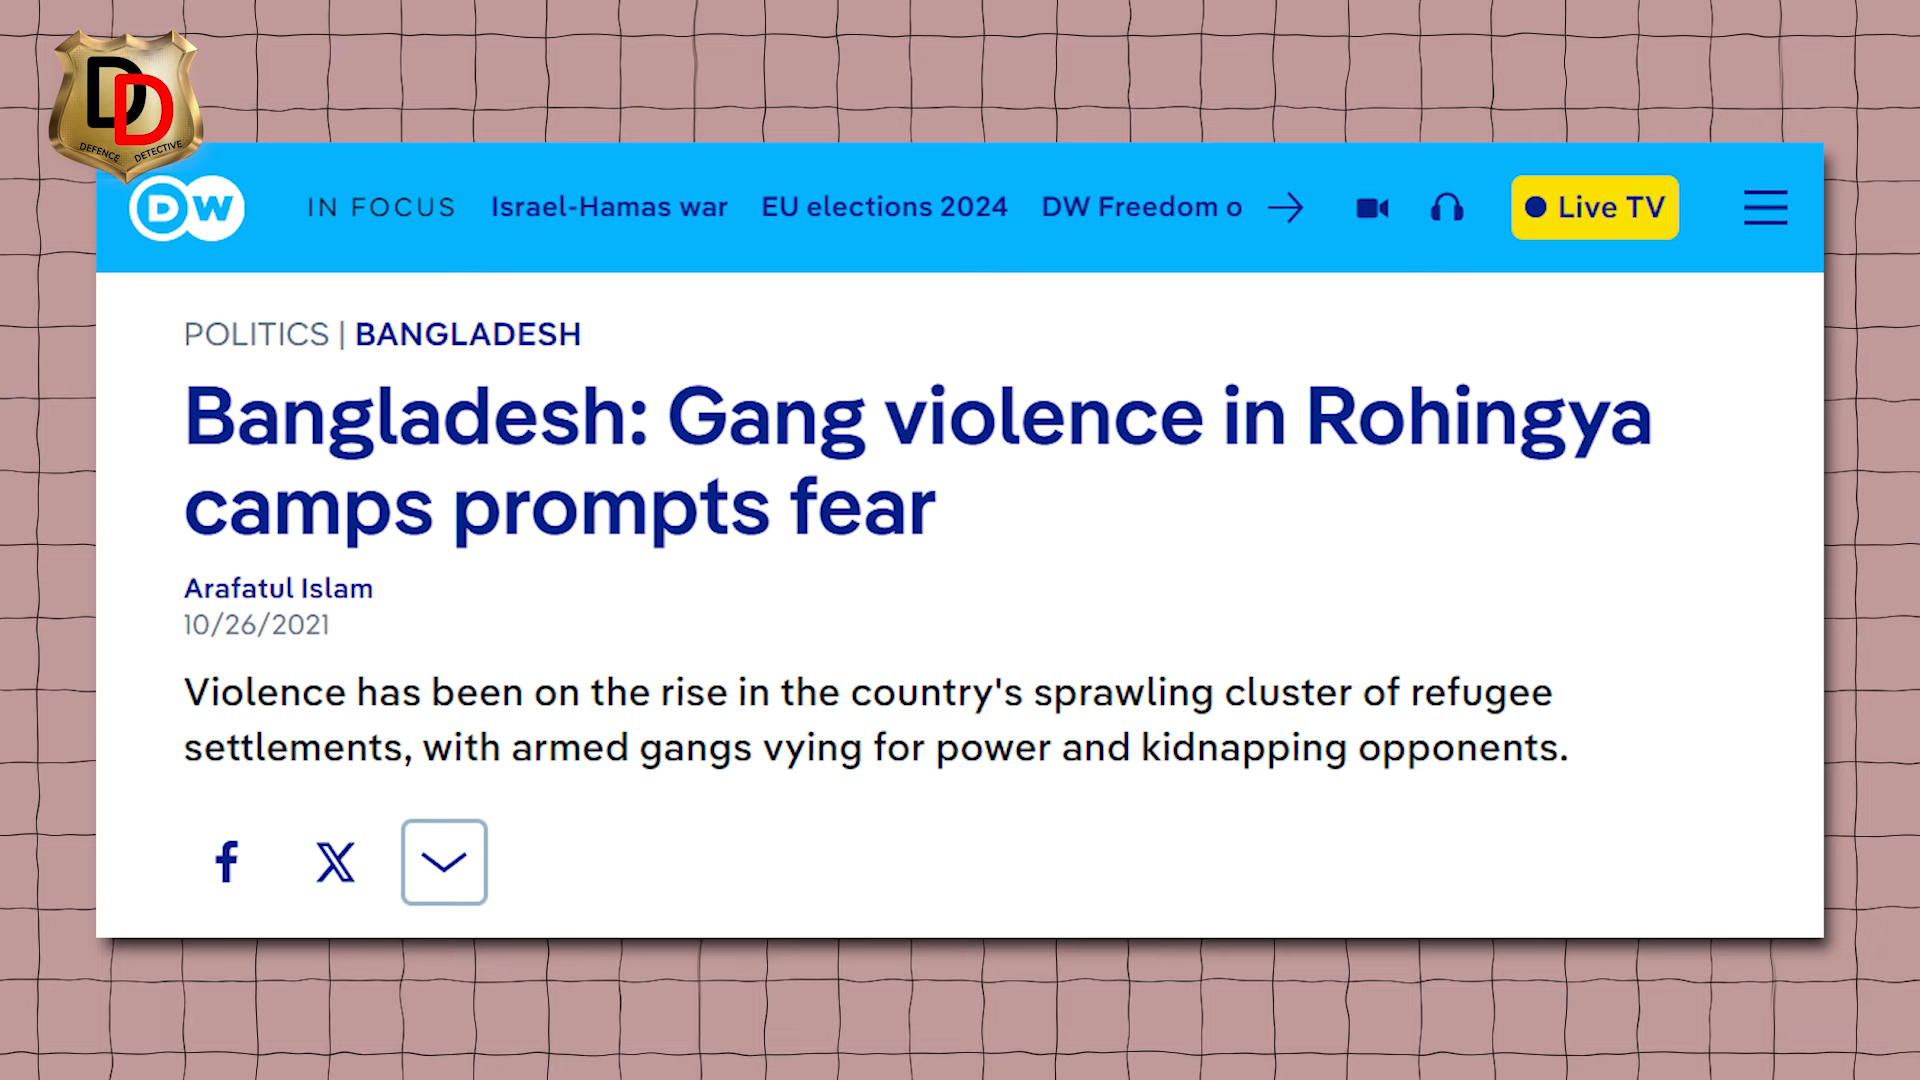 DD
DEFENCE DETECTIVE
DW
IN FOCUS Israel-Hamas war EU elections 2024 DW Freedom o Live TV
POLITICS | BANGLADESH
Bangladesh: Gang violence in Rohingya
camps prompts fear
Arafatul Islam
10/26/2021
Violence has been on the rise in the country's sprawling cluster of refugee
settlements, with armed gangs vying for power and kidnapping opponents.